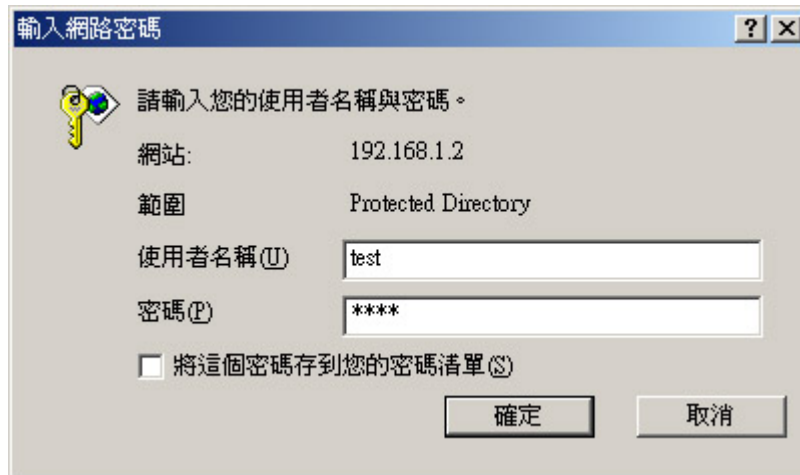 輸入網路密碼
請輸入您的使用者名稱與密碼。
網站: 192.168.1.2
範圍 Protected Directory
使用者名稱(U) test
密碼(P) ****
將這個密碼存到您的密碼清單(S)
確定 取消